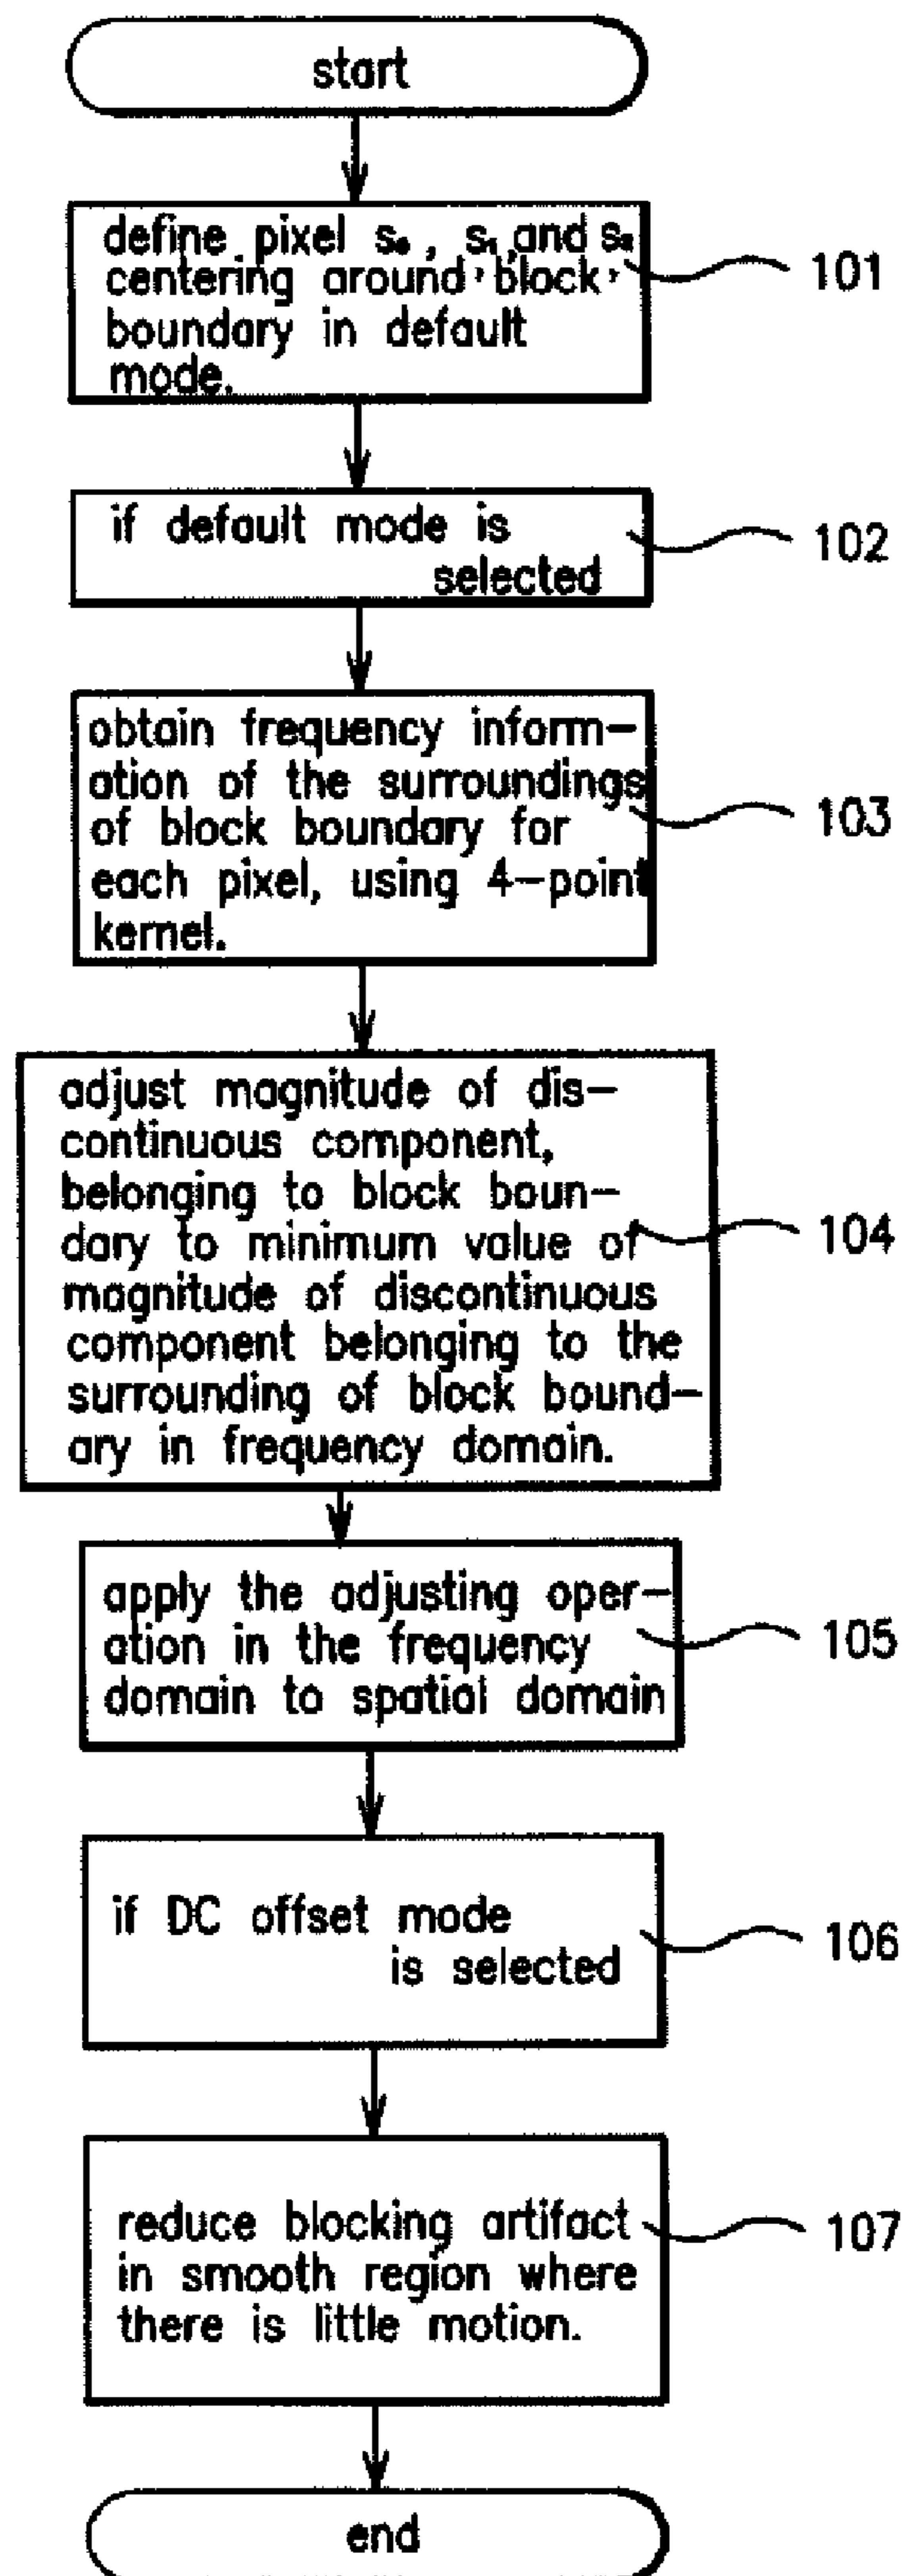 start
define pixel s₀, s₁, and s₂
centering around block
boundary in default
mode.
101
if default mode is
selected
102
obtain frequency inform-
ation of the surroundings
of block boundary for
each pixel, using 4-point
kernel.
103
adjust magnitude of dis-
continuous component,
belonging to block boun-
dary to minimum value of
magnitude of discontinuous
component belonging to the
surrounding of block bound-
ary in frequency domain.
104
apply the adjusting oper-
ation in the frequency
domain to spatial domain
105
if DC offset mode
is selected
106
reduce blocking artifact
in smooth region where
there is little motion.
107
end